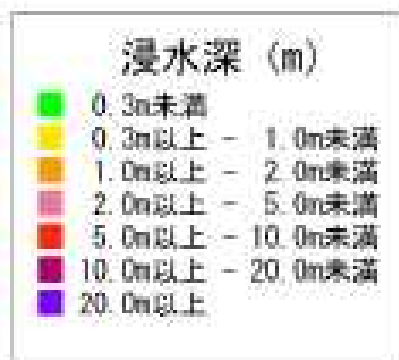 浸水深 (m)
0.3m未満
0.3m以上 - 1.0m未満
1.0m以上 - 2.0m未満
2.0m以上 - 5.0m未満
5.0m以上 - 10.0m未満
10.0m以上 - 20.0m未満
20.0m以上